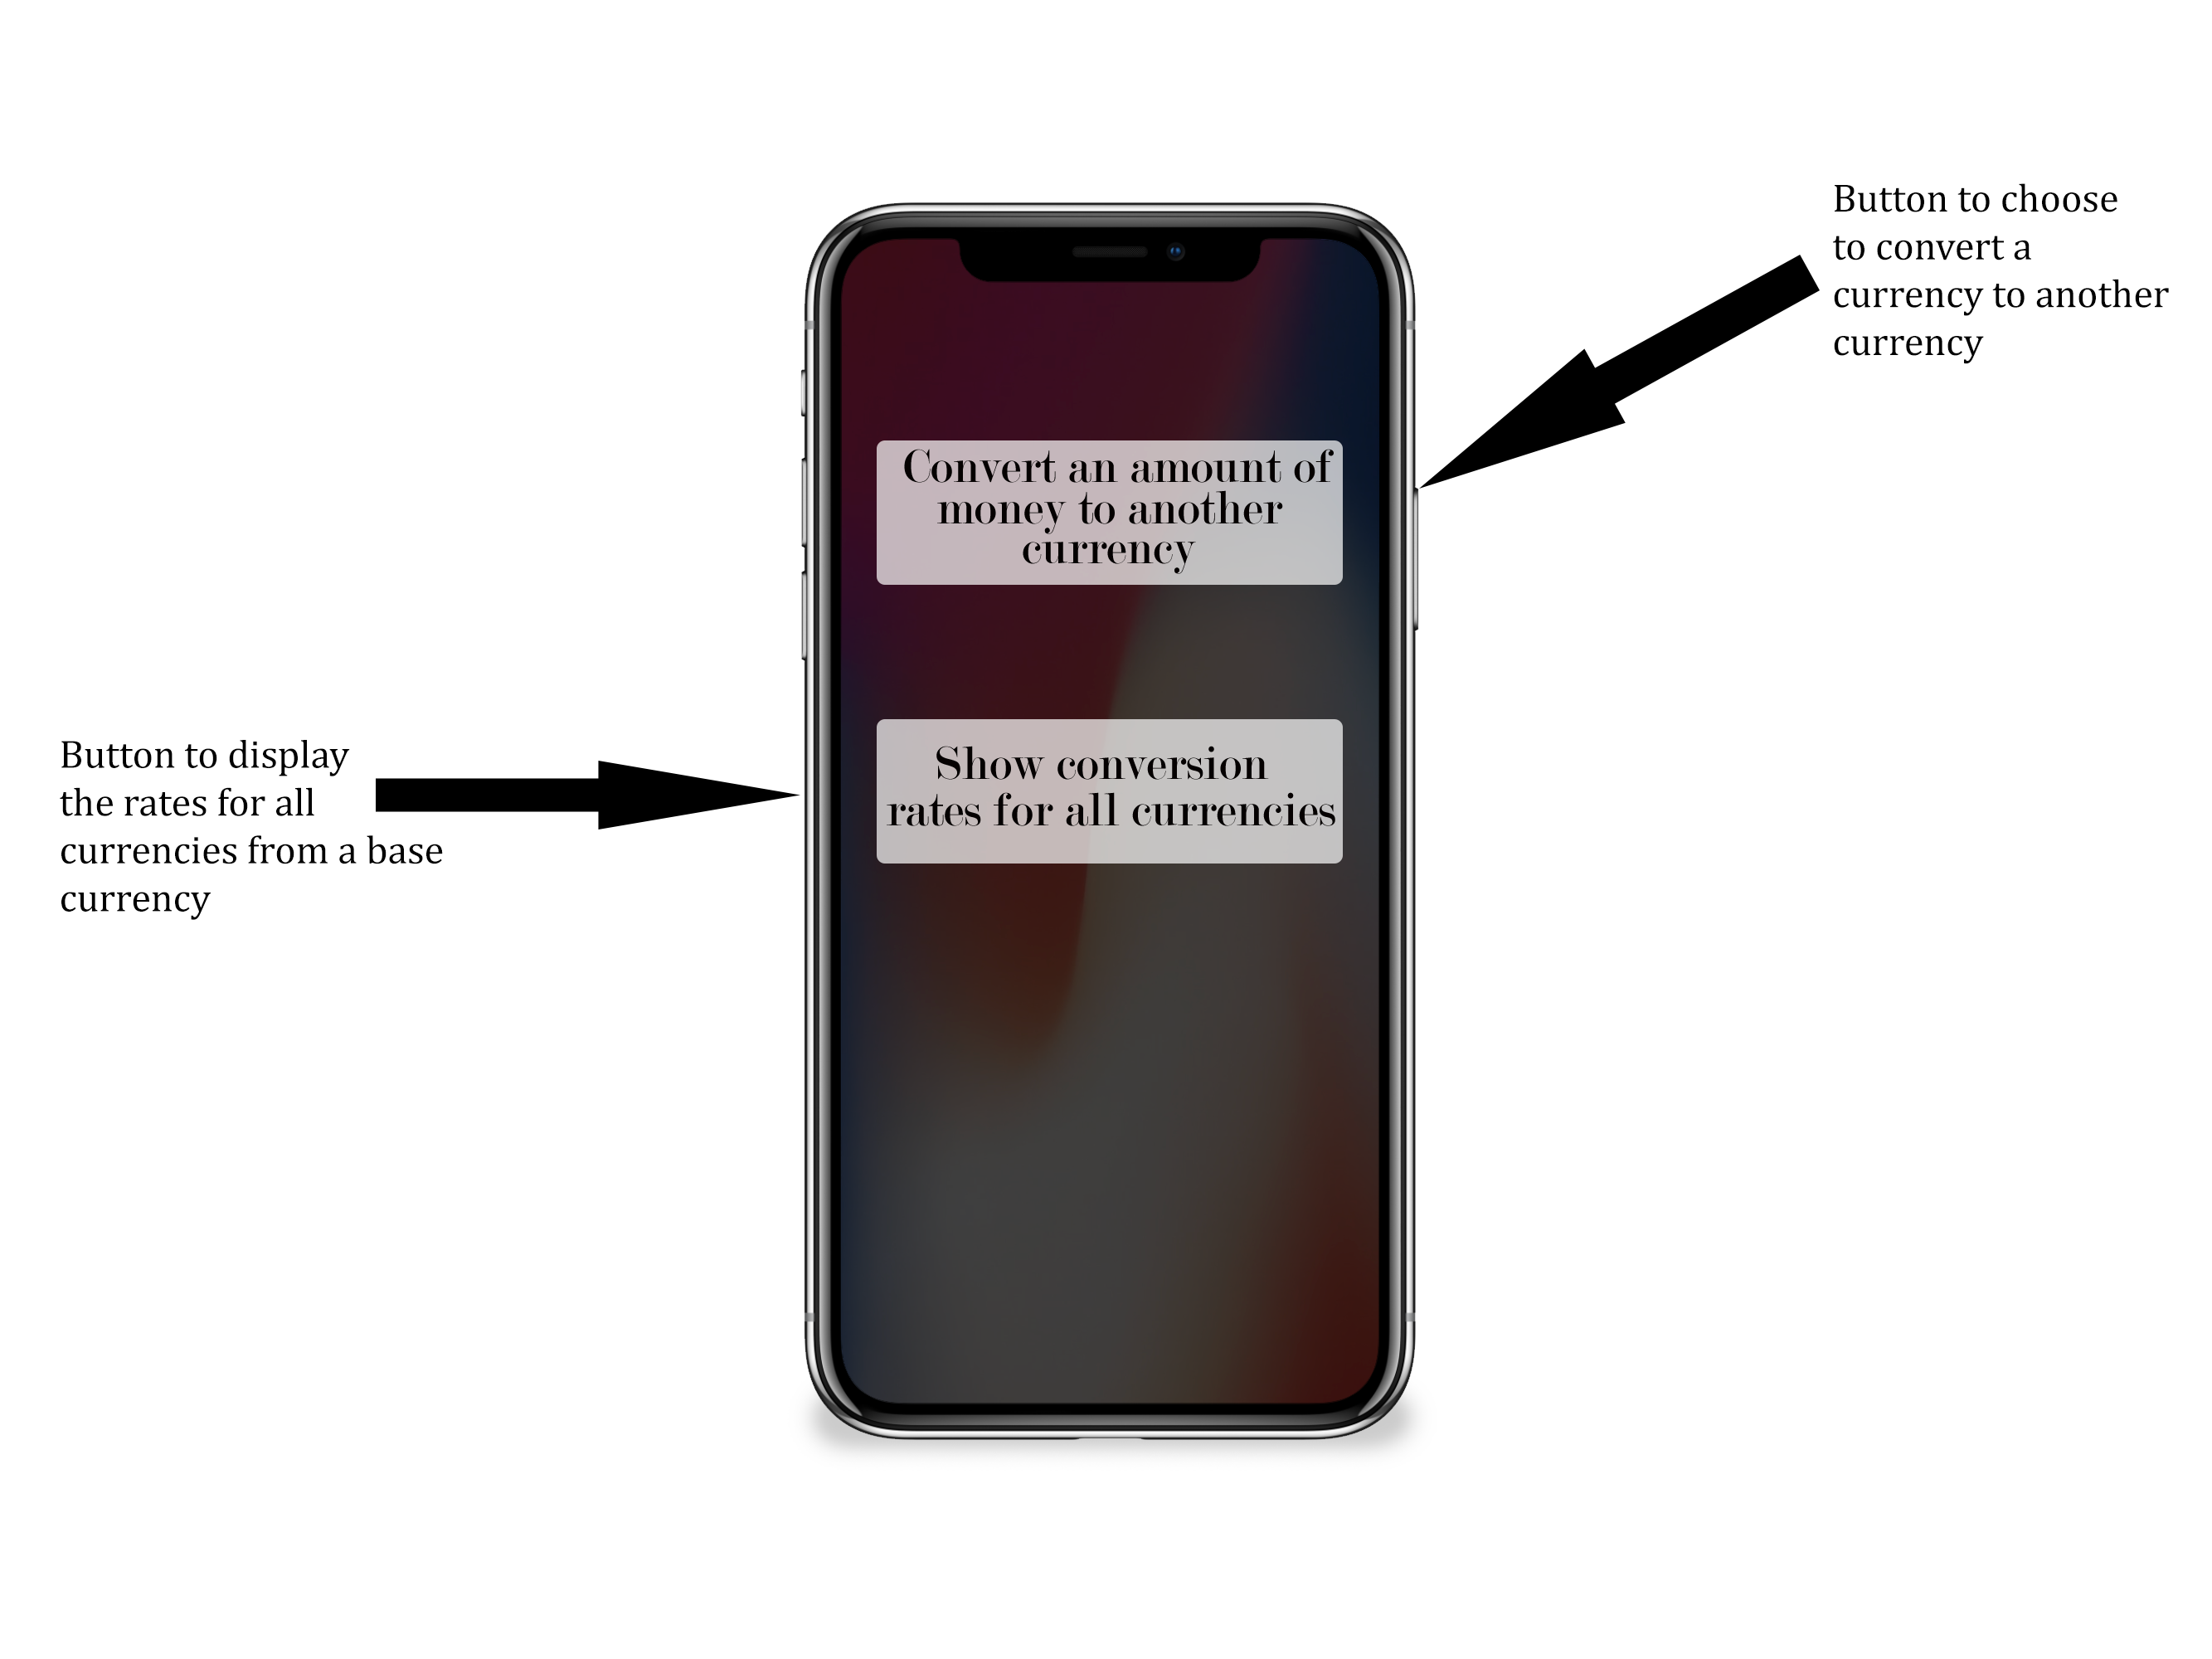 Button to choose
to convert a
currency to another
currency
Convert an amount of
money to another
currency
Button to display
the rates for all
currencies from a base
currency
Show conversion
rates for all currencies